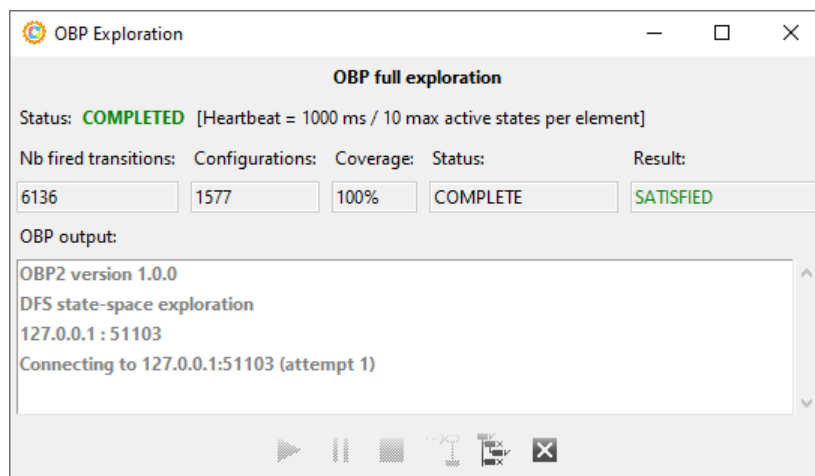 OBP Exploration
OBP full exploration
Status: COMPLETED [Heartbeat = 1000 ms / 10 max active states per element]
Nb fired transitions: Configurations: Coverage: Status: Result:
6136 1577 100% COMPLETE SATISFIED
OBP output:
OBP2 version 1.0.0
DFS state-space exploration
127.0.0.1 : 51103
Connecting to 127.0.0.1:51103 (attempt 1)